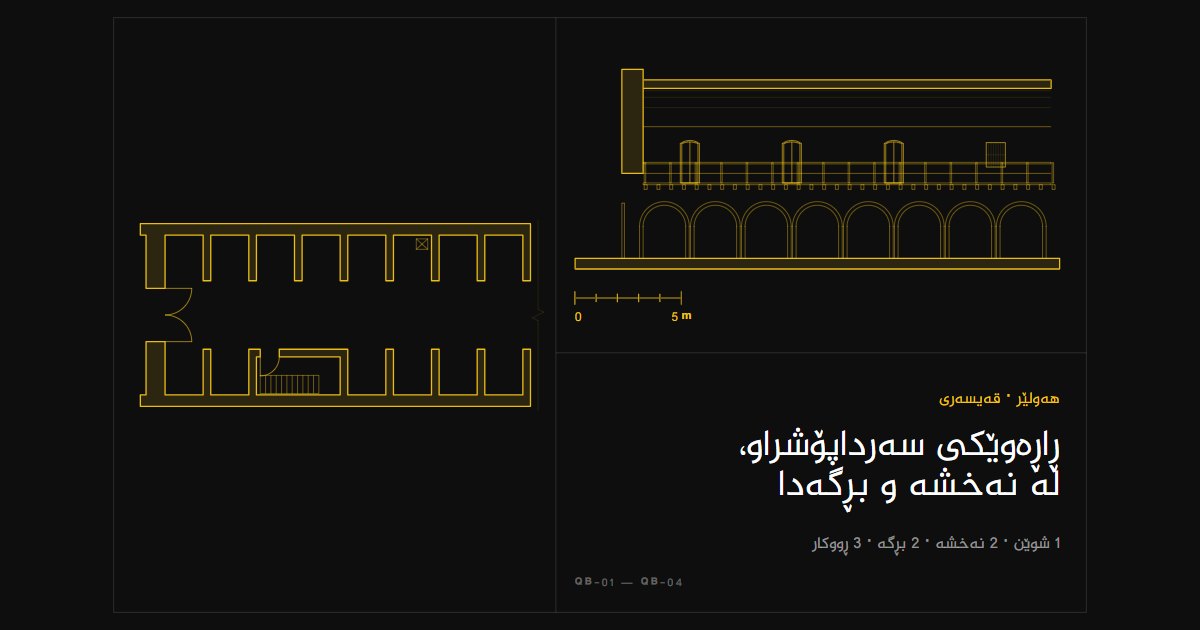 0 5 m
هەولێر · قەیسەری
ڕاڕەوێکی سەرداپۆشراو،
لە نەخشە و بڕگەدا
1 شوێن · 2 نەخشە · 2 بڕگە · 3 ڕووکار
QB-01 — QB-04